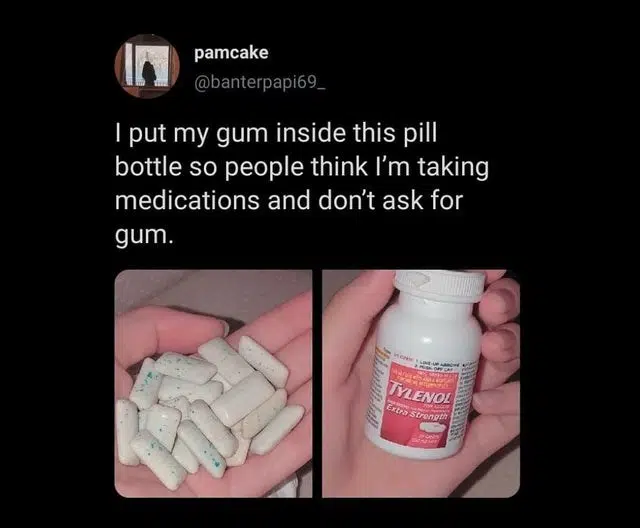 pamcake
@banterpapi69_
I put my gum inside this pill
bottle so people think I’m taking
medications and don’t ask for
gum.
TYLENOL
Extra Strength